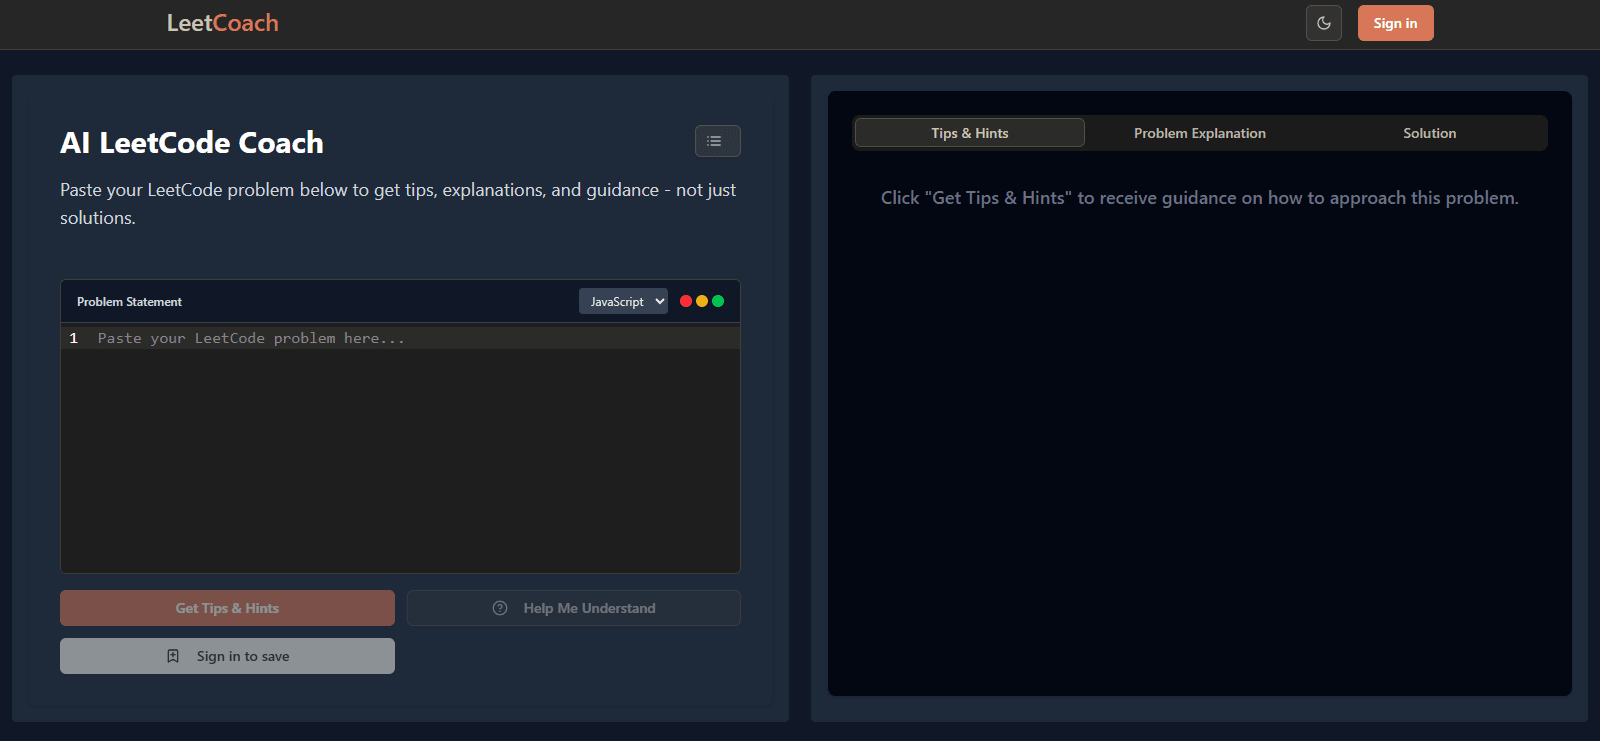 LeetCoach
Sign in
AI LeetCode Coach
Paste your LeetCode problem below to get tips, explanations, and guidance - not just
solutions.
Problem Statement
JavaScript
1 Paste your LeetCode problem here...
Get Tips & Hints
Help Me Understand
Sign in to save
Tips & Hints
Problem Explanation
Solution
Click "Get Tips & Hints" to receive guidance on how to approach this problem.